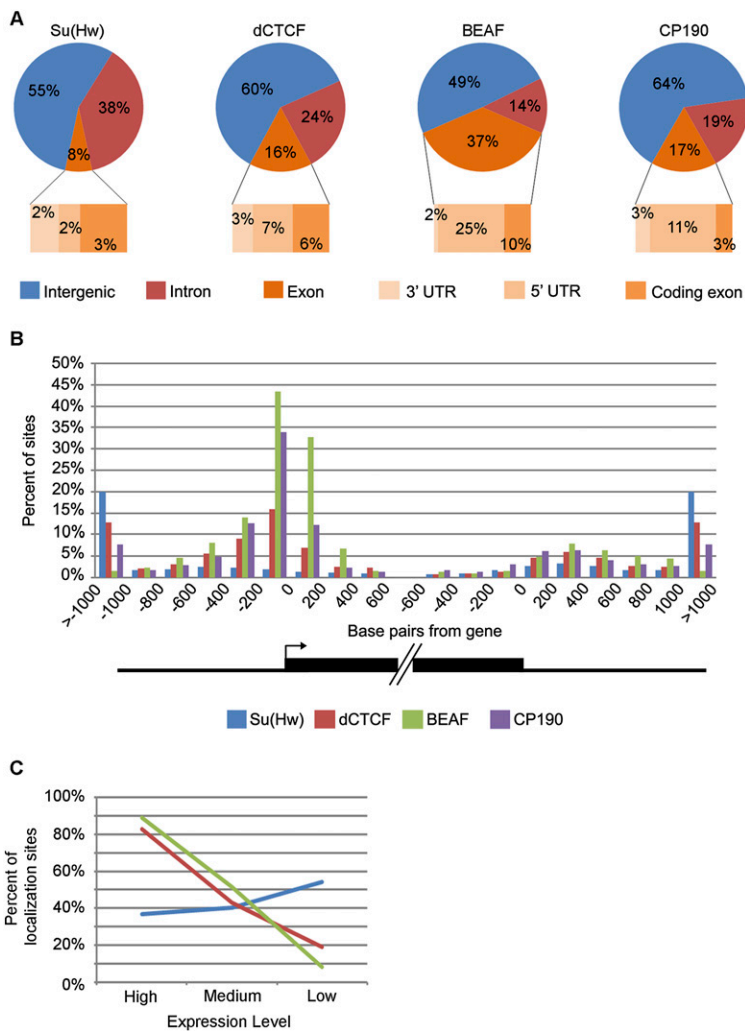 A
Su(Hw) dCTCF BEAF CP190
55% 38% 8%
60% 24% 16%
49% 14% 37%
64% 19% 17%
2% 2% 3%
3% 7% 6%
2% 25% 10%
3% 11% 3%
Intergenic Intron Exon 3' UTR 5' UTR Coding exon
B
50%
45%
40%
35%
30%
25%
20%
15%
10%
5%
0%
Percent of sites
>-1000 -1000 -800 -600 -400 -200 0 200 400 600 -600 -400 -200 0 200 400 600 800 1000 >1000
Base pairs from gene
Su(Hw) dCTCF BEAF CP190
C
100%
80%
60%
40%
20%
0%
Percent of
localization sites
High Medium Low
Expression Level